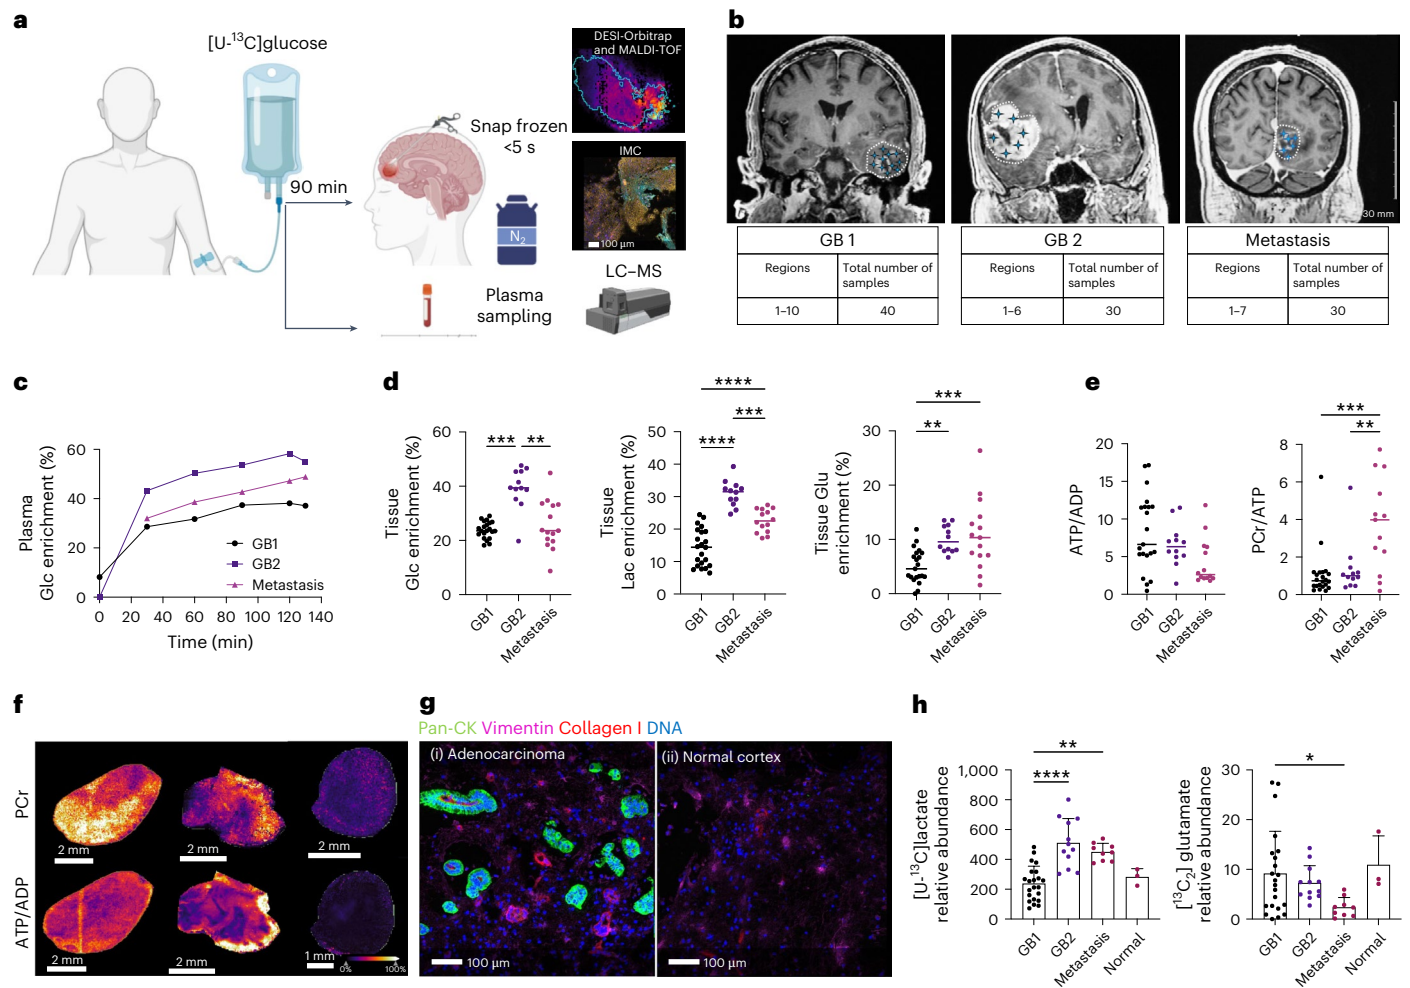 a
[U-13C]glucose
90 min
Snap frozen
<5 s
N2
Plasma
sampling
DESI-Orbitrap
and MALDI-TOF
IMC
100 μm
LC–MS
b
30 mm
GB 1
Regions
Total number of
samples
1–10
40
GB 2
Regions
Total number of
samples
1–6
30
Metastasis
Regions
Total number of
samples
1–7
30
c
Plasma
Glc enrichment (%)
60
40
20
0
0 20 40 60 80 100 120 140
Time (min)
GB1
GB2
Metastasis
d
Tissue
Glc enrichment (%)
60
40
20
0
*** **
GB1 GB2 Metastasis
Tissue
Lac enrichment (%)
50
40
30
20
10
0
****
***
****
GB1 GB2 Metastasis
Tissue Glu
enrichment (%)
30
20
10
0
***
**
GB1 GB2 Metastasis
e
ATP/ADP
20
15
10
5
0
GB1 GB2 Metastasis
PCr/ATP
8
6
4
2
0
***
**
GB1 GB2 Metastasis
f
PCr
2 mm 2 mm 2 mm
ATP/ADP
2 mm 2 mm 1 mm
0% 100%
g
Pan-CK Vimentin Collagen I DNA
(i) Adenocarcinoma
100 μm
(ii) Normal cortex
100 μm
h
[U-13C]lactate
relative abundance
1,000
800
600
400
200
0
**
****
GB1 GB2 Metastasis Normal
[13C2] glutamate
relative abundance
30
20
10
0
*
GB1 GB2 Metastasis Normal